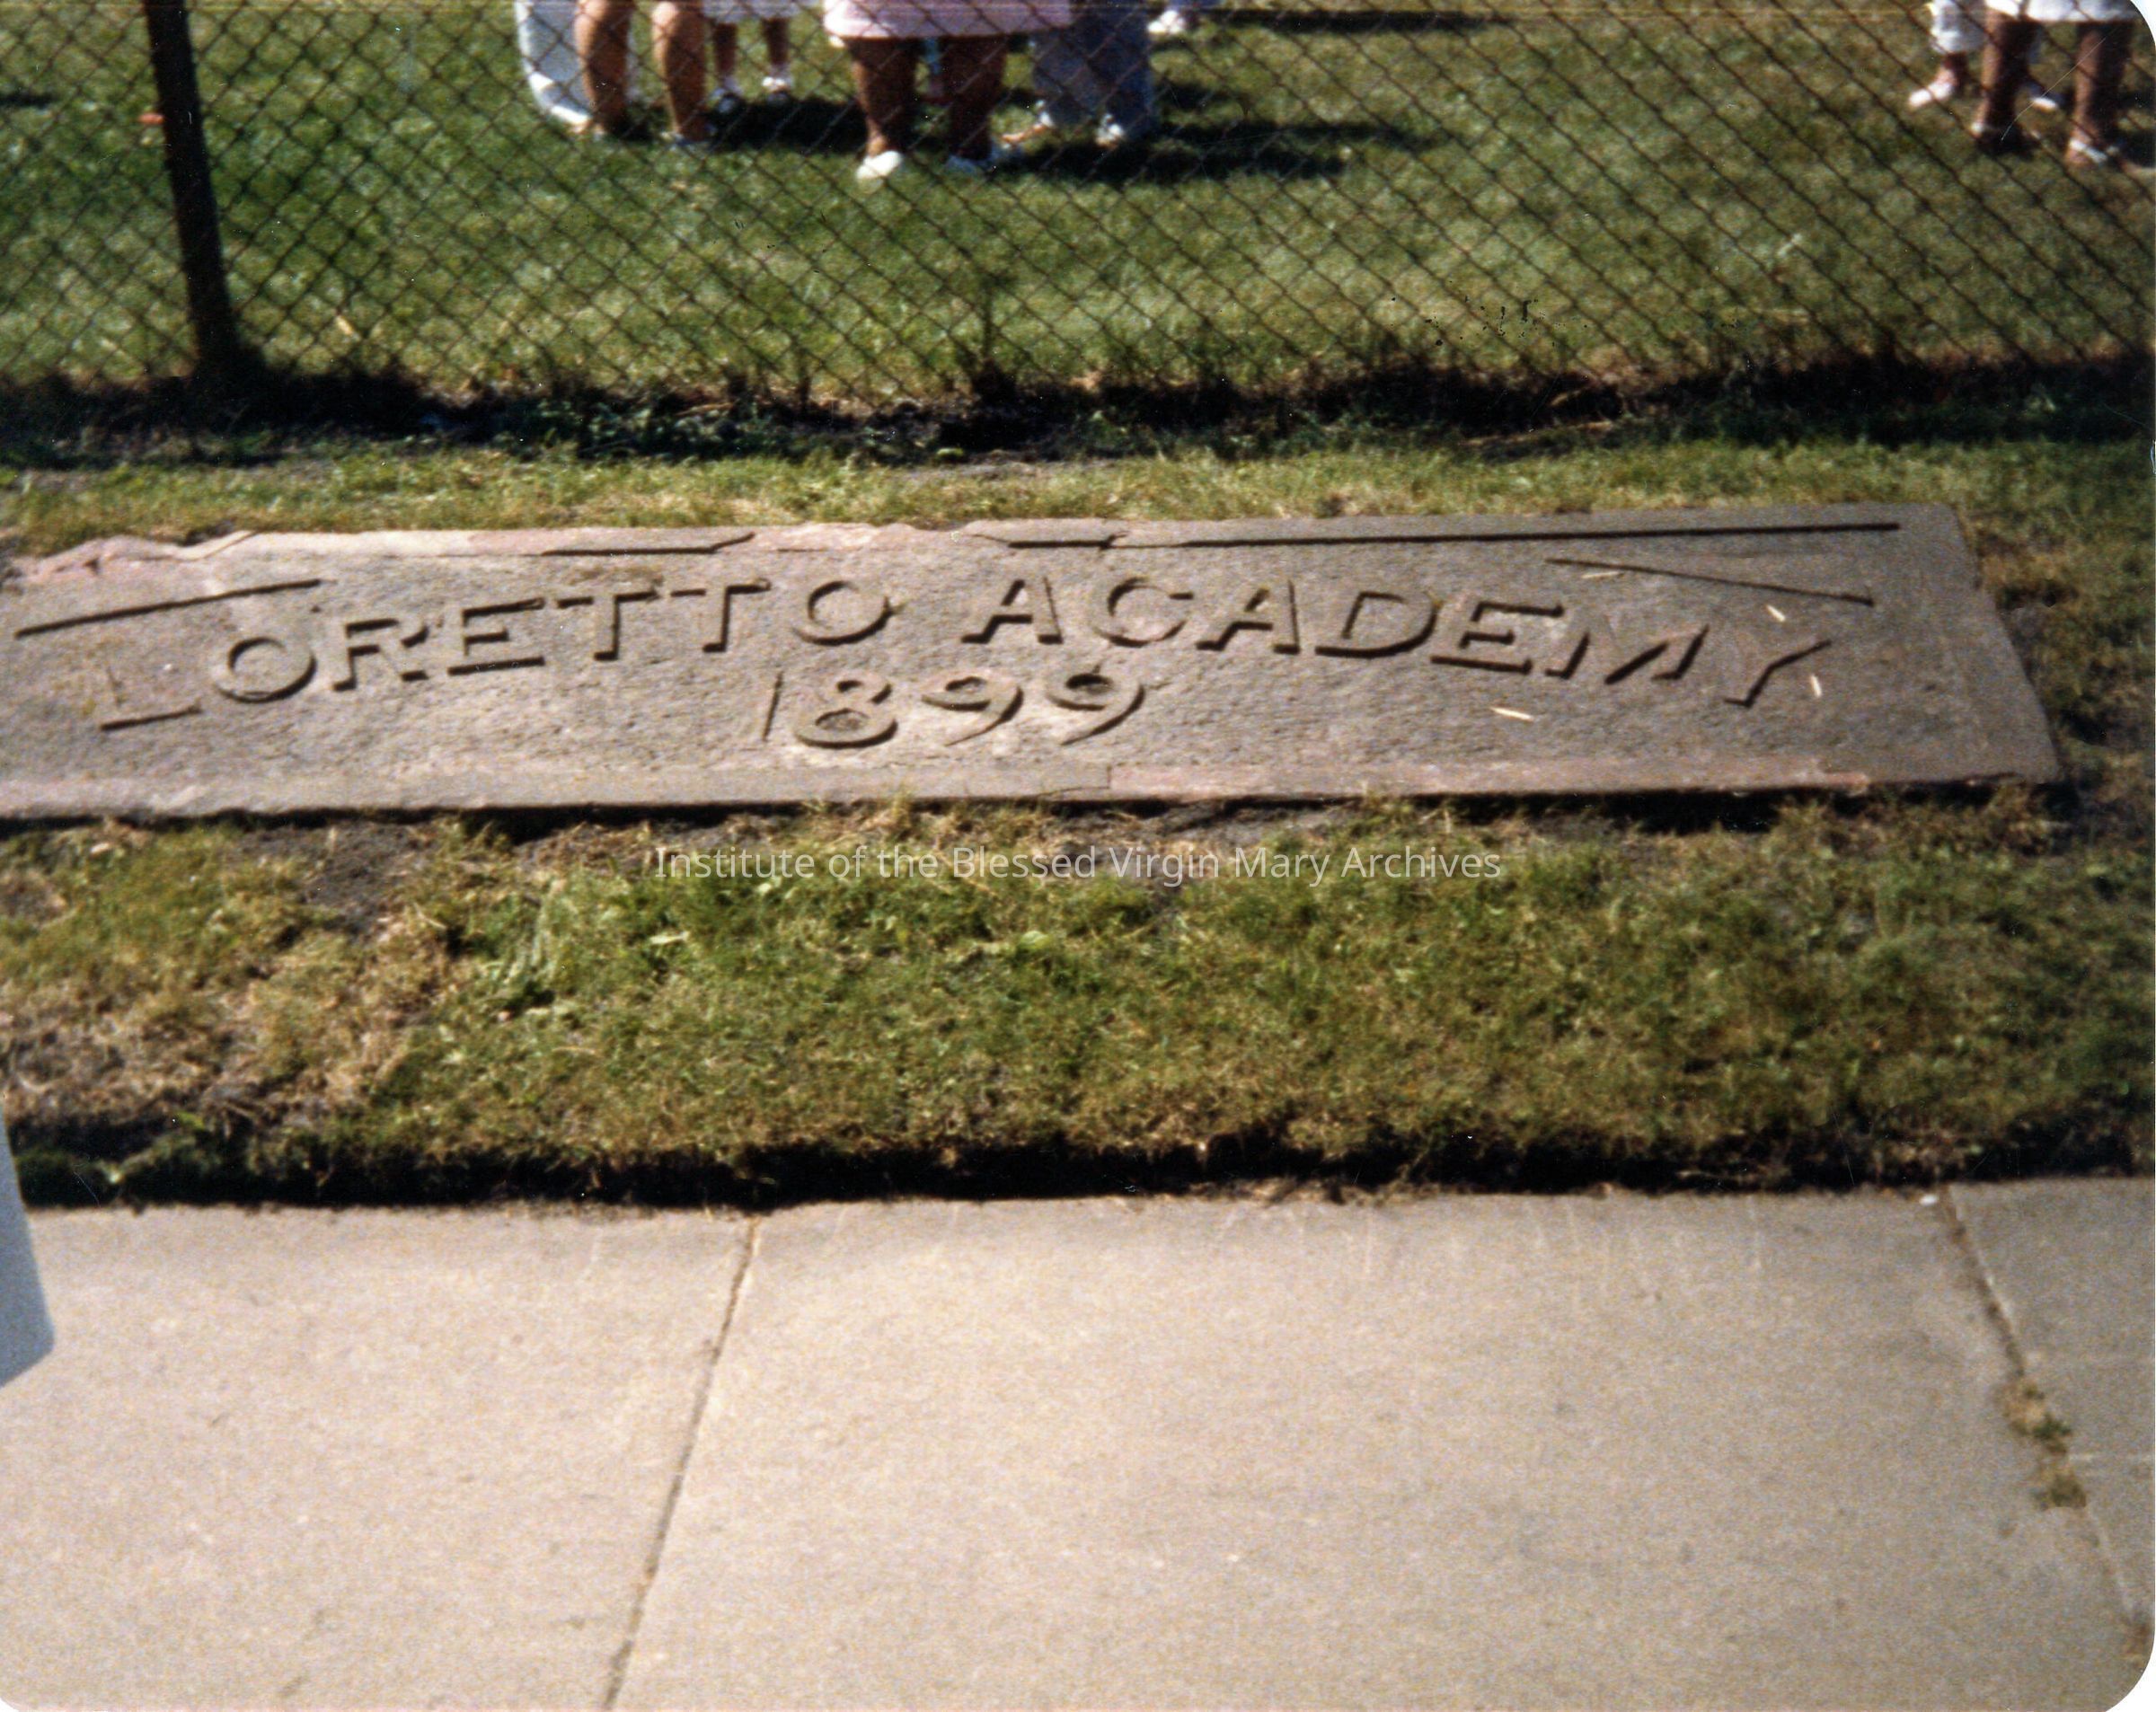 LORETTO ACADEMY
1899
Institute of the Blessed Virgin Mary Archives